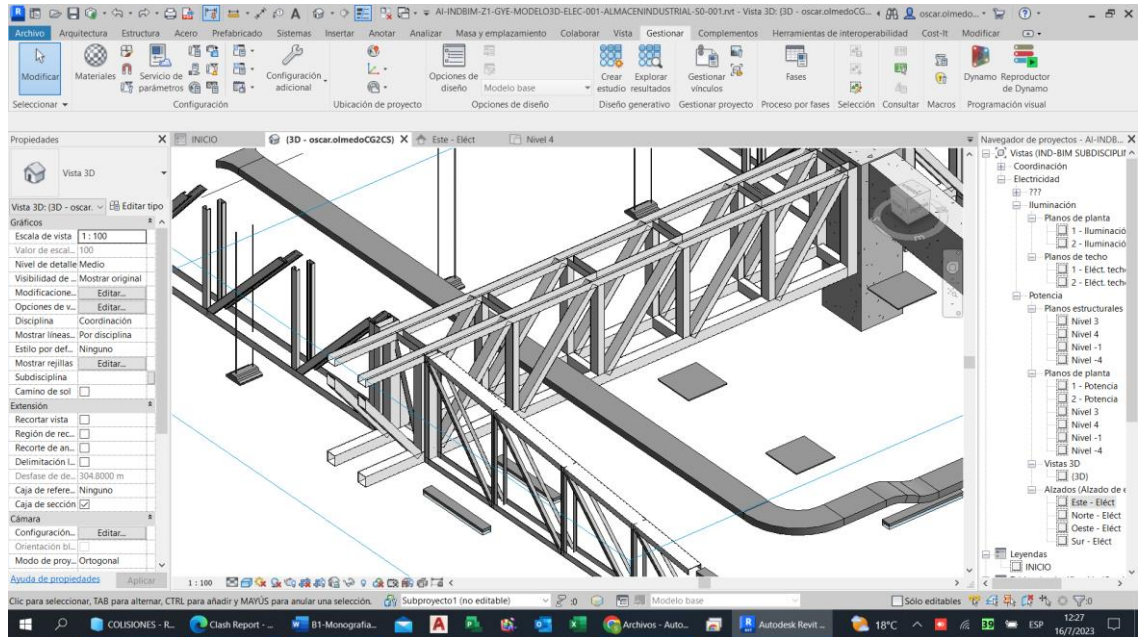 AI-INDBIM-Z1-GYE-MODELO3D-ELEC-001-ALMACENINDUSTRIAL-S0-001.rvt - Vista 3D: {3D - oscar.olmedoCG...
oscar.olmedo...
Archivo Arquitectura Estructura Acero Prefabricado Sistemas Insertar Anotar Analizar Masa y emplazamiento Colaborar Vista Gestionar Complementos Herramientas de interoperabilidad Cost-It Modificar
Modificar
Materiales
Servicio de parámetros
Configuración adicional
Opciones de diseño
Modelo base
Crear estudio
Explorar resultados
Gestionar vínculos
Fases
Dynamo
Reproductor de Dynamo
Seleccionar
Configuración
Ubicación de proyecto
Opciones de diseño
Diseño generativo
Gestionar proyecto
Proceso por fases
Selección
Consultar
Macros
Programación visual
Propiedades
INICIO
{3D - oscar.olmedoCG2CS}
Este - Eléct
Nivel 4
Navegador de proyectos - AI-INDB...
Vista 3D
Vista 3D: {3D - oscar.
Editar tipo
Gráficos
Escala de vista 1 : 100
Valor de escal... 100
Nivel de detalle Medio
Visibilidad de ... Mostrar original
Modificacione... Editar...
Opciones de v... Editar...
Disciplina Coordinación
Mostrar líneas... Por disciplina
Estilo por def... Ninguno
Mostrar rejillas Editar...
Subdisciplina
Camino de sol
Extensión
Recortar vista
Región de rec...
Recorte de an...
Delimitación l...
Desfase de de... 304.8000 m
Caja de refere... Ninguno
Caja de sección
Cámara
Configuración... Editar...
Orientación bl...
Modo de proy... Ortogonal
Ayuda de propiedades
Aplicar
Vistas (IND-BIM SUBDISCIPLIN
Coordinación
Electricidad
???
Iluminación
Planos de planta
1 - Iluminació
2 - Iluminació
Planos de techo
1 - Eléct. tech
2 - Eléct. tech
Potencia
Planos estructurales
Nivel 3
Nivel 4
Nivel -1
Nivel -4
Planos de planta
1 - Potencia
2 - Potencia
Nivel 3
Nivel 4
Nivel -1
Nivel -4
Vistas 3D
{3D}
Alzados (Alzado de e
Este - Eléct
Norte - Eléct
Oeste - Eléct
Sur - Eléct
Leyendas
INICIO
1 : 100
Clic para seleccionar, TAB para alternar, CTRL para añadir y MAYÚS para anular una selección.
Subproyecto1 (no editable)
:0
Modelo base
Sólo editables
:0
COLISIONES - R...
Clash Report - ...
B1-Monografia...
Archivos - Auto...
Autodesk Revit ...
18°C
39
ESP
12:27
16/7/2023